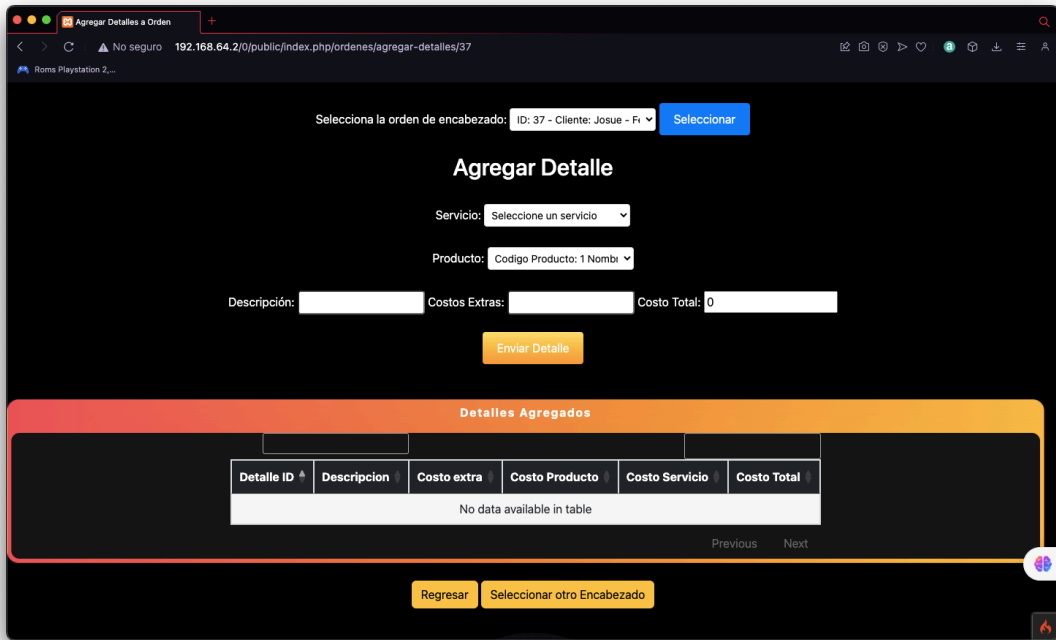 Agregar Detalles a Orden
No seguro 192.168.64.2/0/public/index.php/ordenes/agregar-detalles/37
Roms Playstation 2,...
Selecciona la orden de encabezado: ID: 37 - Cliente: Josue - Fe Seleccionar
Agregar Detalle
Servicio: Seleccione un servicio
Producto: Codigo Producto: 1 Nombr
Descripción: Costos Extras: Costo Total: 0
Enviar Detalle
Detalles Agregados
Detalle ID Descripcion Costo extra Costo Producto Costo Servicio Costo Total
No data available in table
Previous Next
Regresar Seleccionar otro Encabezado